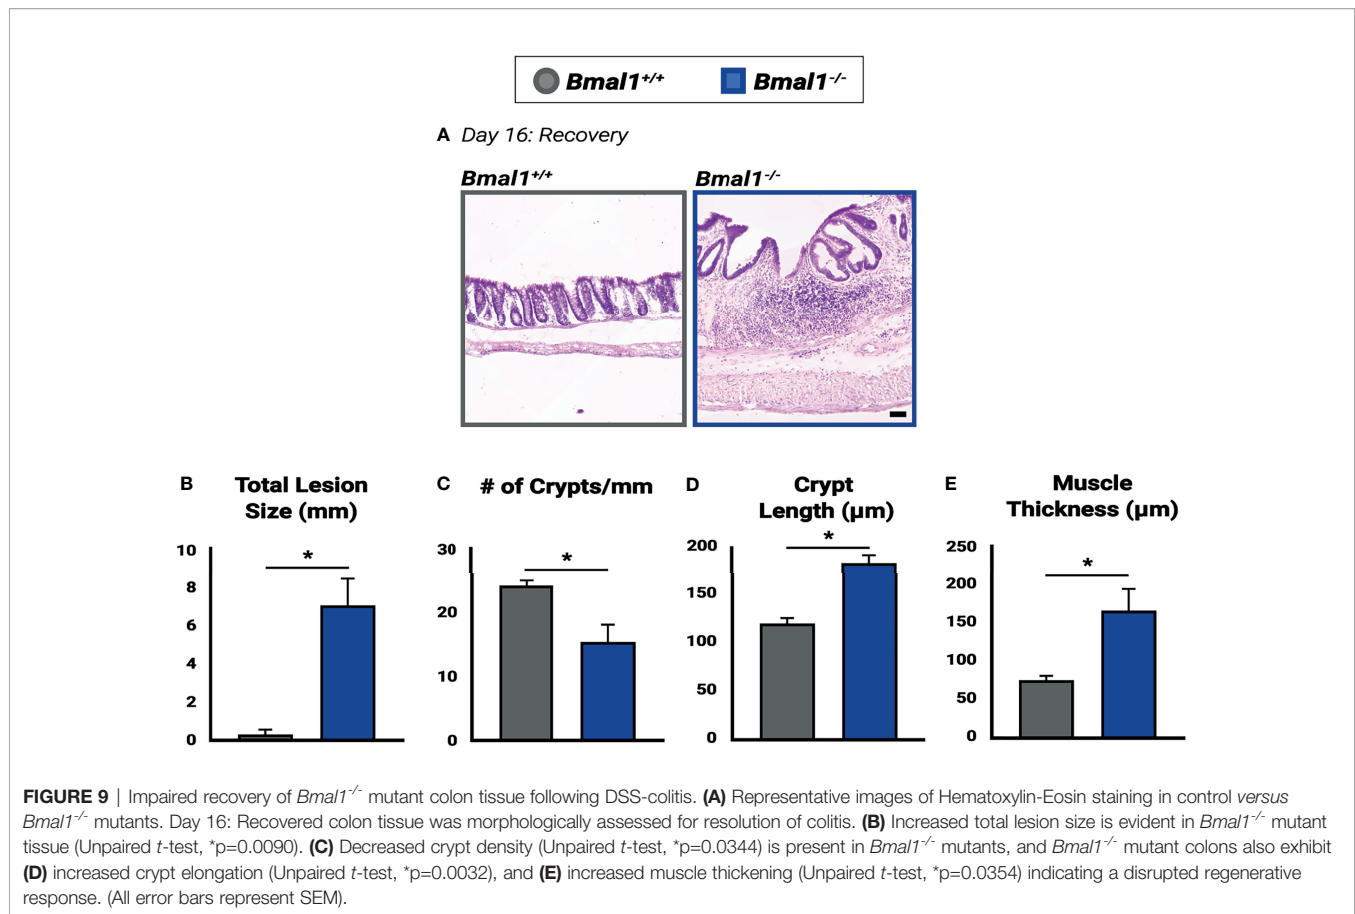 Bmal1+/+ Bmal1-/-
A Day 16: Recovery
Bmal1+/+ Bmal1-/-
B Total Lesion
Size (mm)
10
8
6
4
2
0
*
C # of Crypts/mm
30
20
10
0
*
D Crypt
Length (µm)
200
150
100
50
0
*
E Muscle
Thickness (µm)
250
200
150
100
50
0
*
FIGURE 9 | Impaired recovery of Bmal1-/- mutant colon tissue following DSS-colitis. (A) Representative images of Hematoxylin-Eosin staining in control versus
Bmal1-/- mutants. Day 16: Recovered colon tissue was morphologically assessed for resolution of colitis. (B) Increased total lesion size is evident in Bmal1-/- mutant
tissue (Unpaired t-test, *p=0.0090). (C) Decreased crypt density (Unpaired t-test, *p=0.0344) is present in Bmal1-/- mutants, and Bmal1-/- mutant colons also exhibit
(D) increased crypt elongation (Unpaired t-test, *p=0.0032), and (E) increased muscle thickening (Unpaired t-test, *p=0.0354) indicating a disrupted regenerative
response. (All error bars represent SEM).